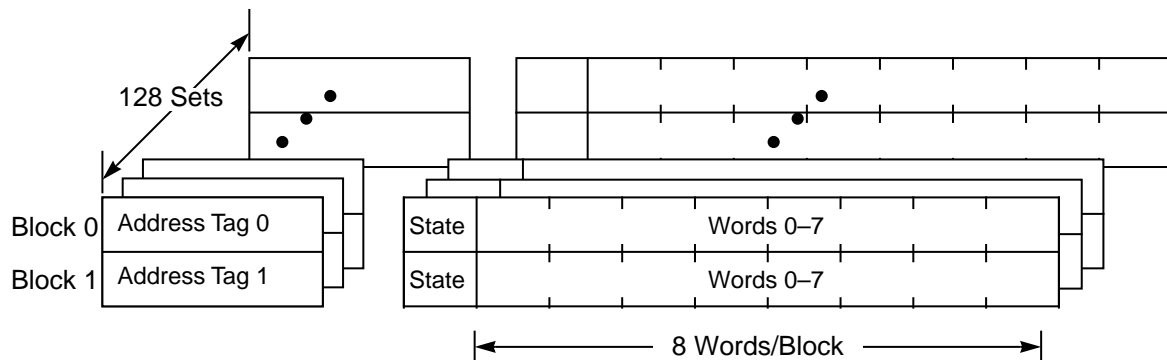 128 Sets
Block 0 Address Tag 0 State Words 0–7
Block 1 Address Tag 1 State Words 0–7
8 Words/Block